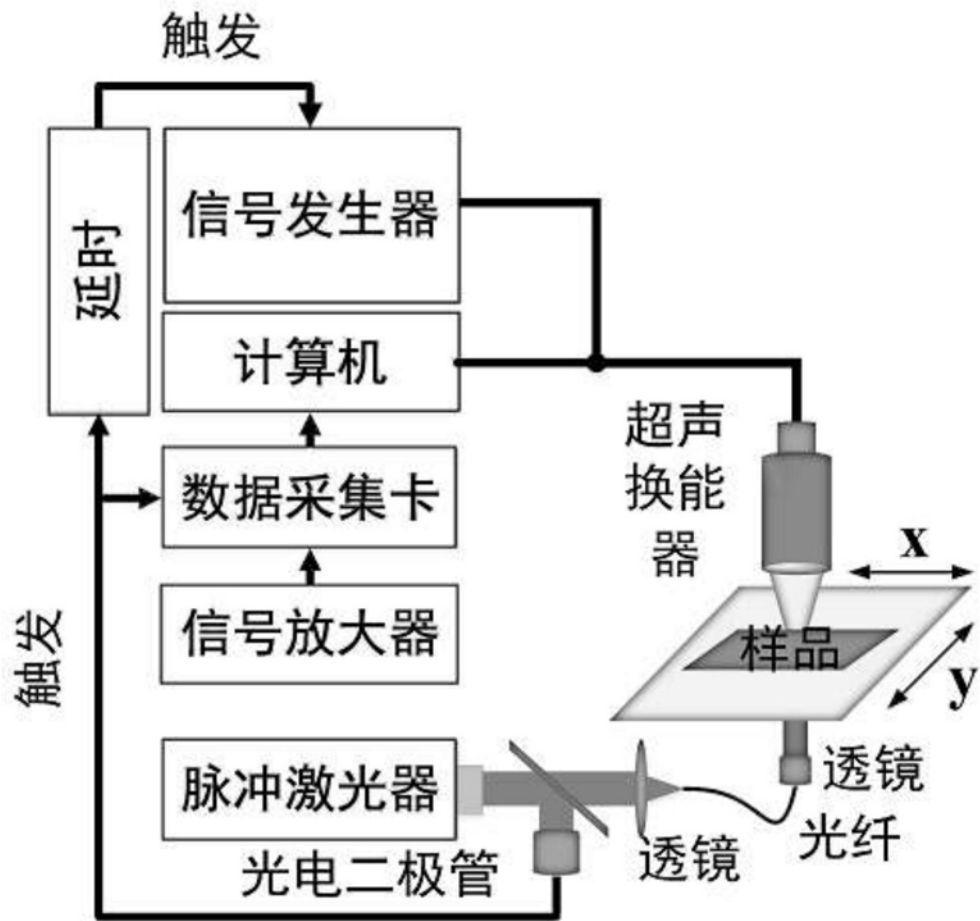 触发
信号发生器
延时
计算机
超声
换能
器
数据采集卡
x
信号放大器
样品
触发
y
脉冲激光器
透镜
光纤
透镜
光电二极管